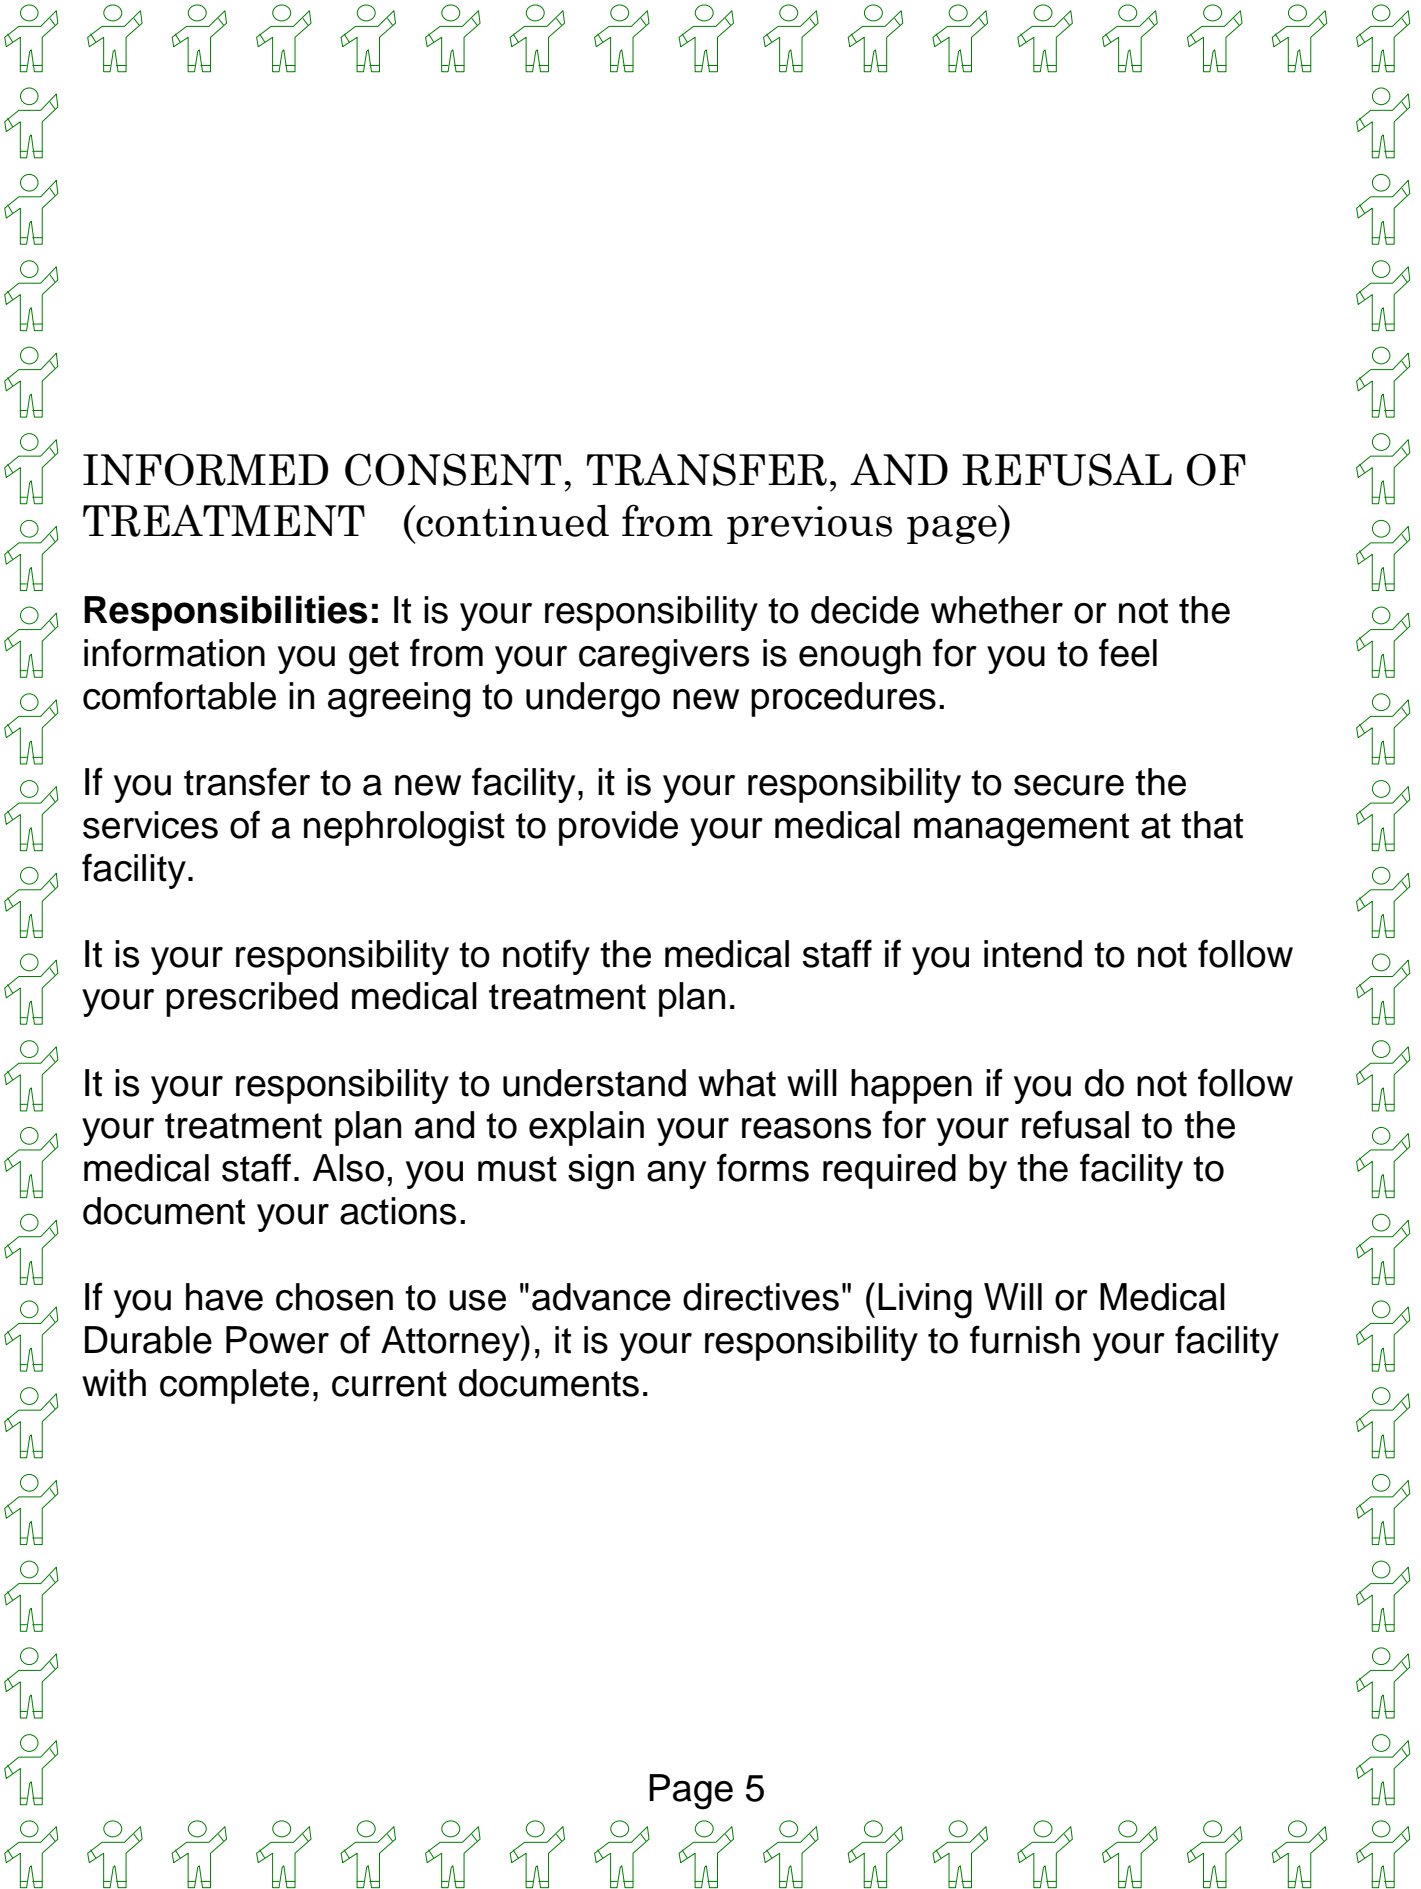 INFORMED CONSENT, TRANSFER, AND REFUSAL OF
TREATMENT (continued from previous page)
Responsibilities: It is your responsibility to decide whether or not the
information you get from your caregivers is enough for you to feel
comfortable in agreeing to undergo new procedures.
If you transfer to a new facility, it is your responsibility to secure the
services of a nephrologist to provide your medical management at that
facility.
It is your responsibility to notify the medical staff if you intend to not follow
your prescribed medical treatment plan.
It is your responsibility to understand what will happen if you do not follow
your treatment plan and to explain your reasons for your refusal to the
medical staff. Also, you must sign any forms required by the facility to
document your actions.
If you have chosen to use "advance directives" (Living Will or Medical
Durable Power of Attorney), it is your responsibility to furnish your facility
with complete, current documents.
Page 5